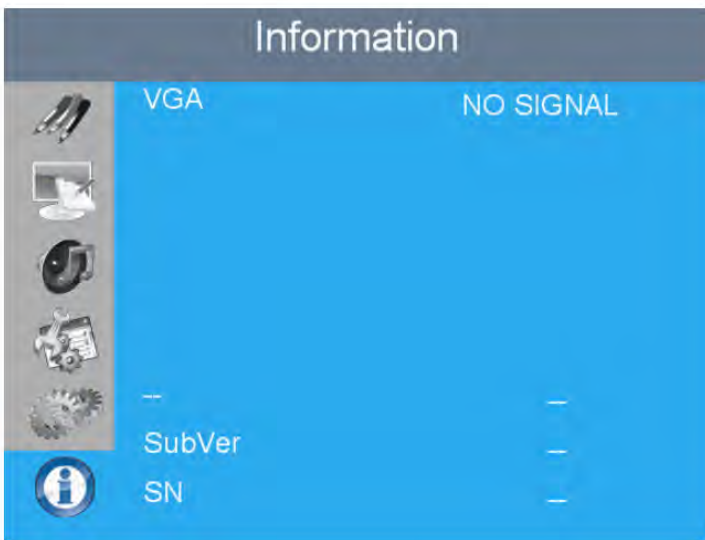 Information
VGA NO SIGNAL
-- _
SubVer _
SN _